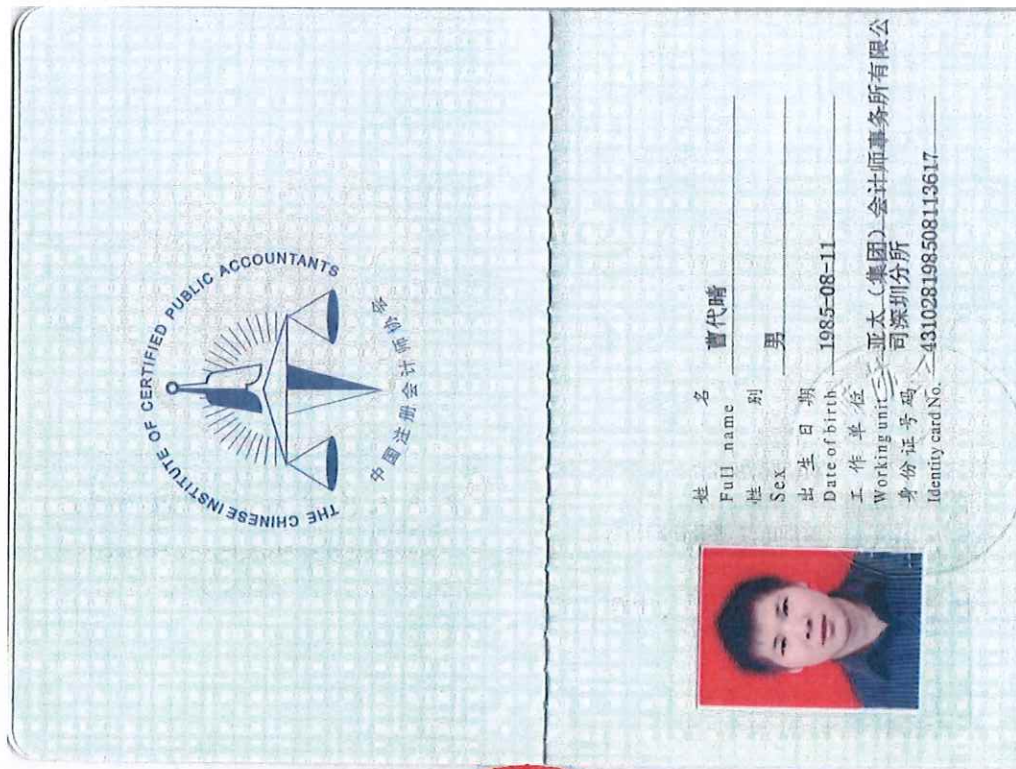 THE CHINESE INSTITUTE OF CERTIFIED PUBLIC ACCOUNTANTS
中国注册会计师协会
姓名 曹代晴
Full name
性别 男
Sex
出生日期 1985-08-11
Date of birth
工作单位 亚太(集团)会计师事务所有限公
Working unit 司深圳分所
身份证号码 431028198508113617
Identity card No.